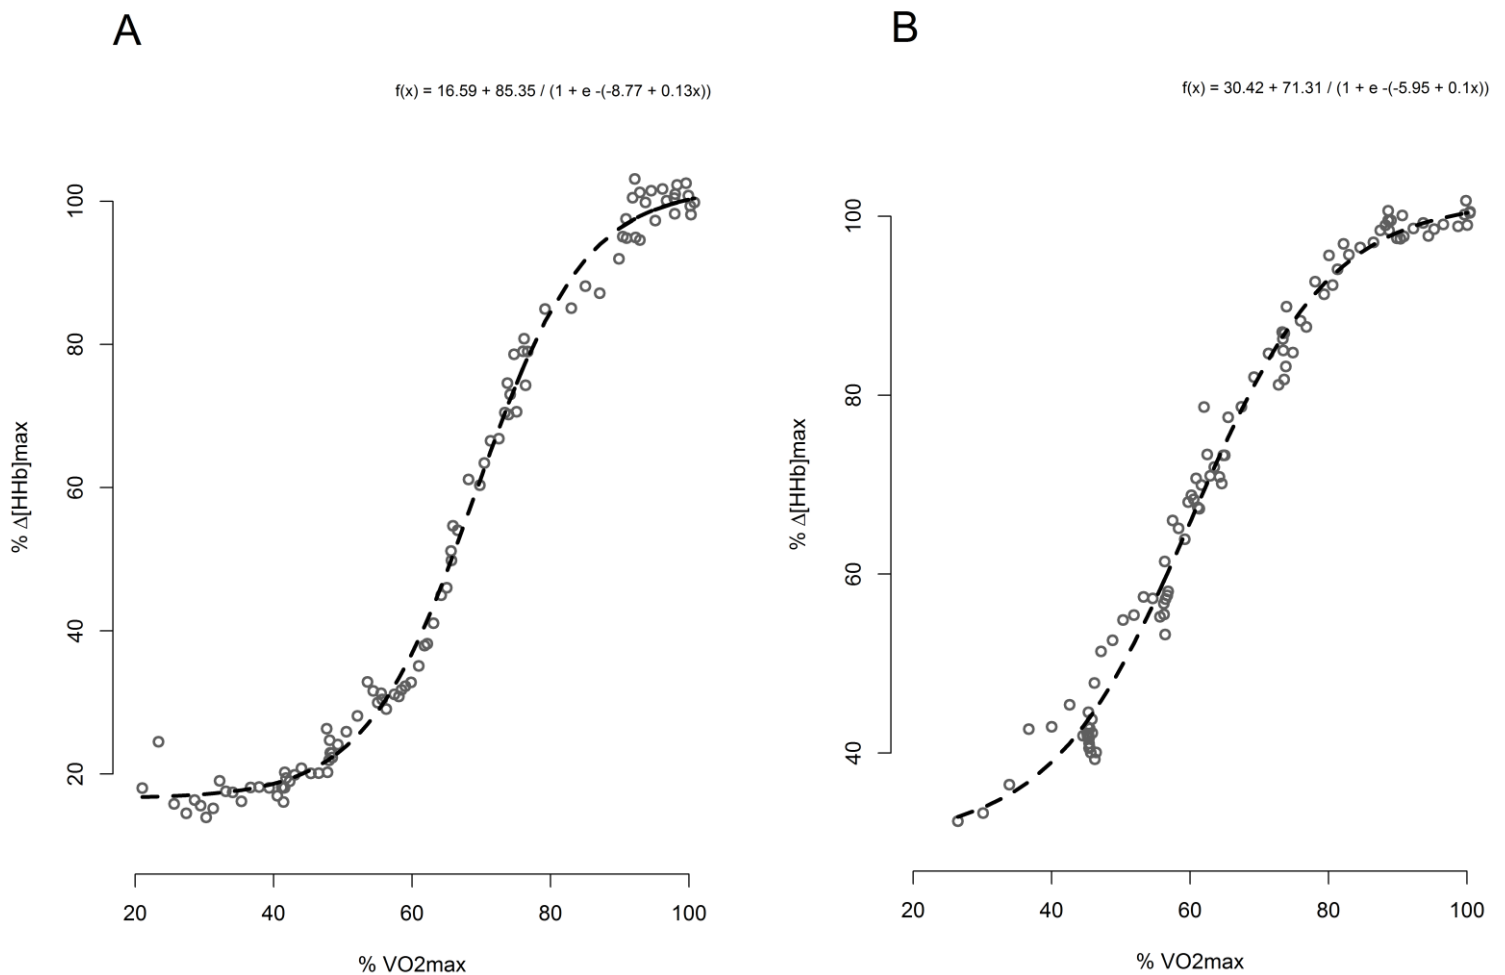 A
f(x) = 16.59 + 85.35 / (1 + e -(-8.77 + 0.13x))
100
80
60
40
20
% Δ[HHb]max
20 40 60 80 100
% VO2max
B
f(x) = 30.42 + 71.31 / (1 + e -(-5.95 + 0.1x))
100
80
60
40
% Δ[HHb]max
20 40 60 80 100
% VO2max